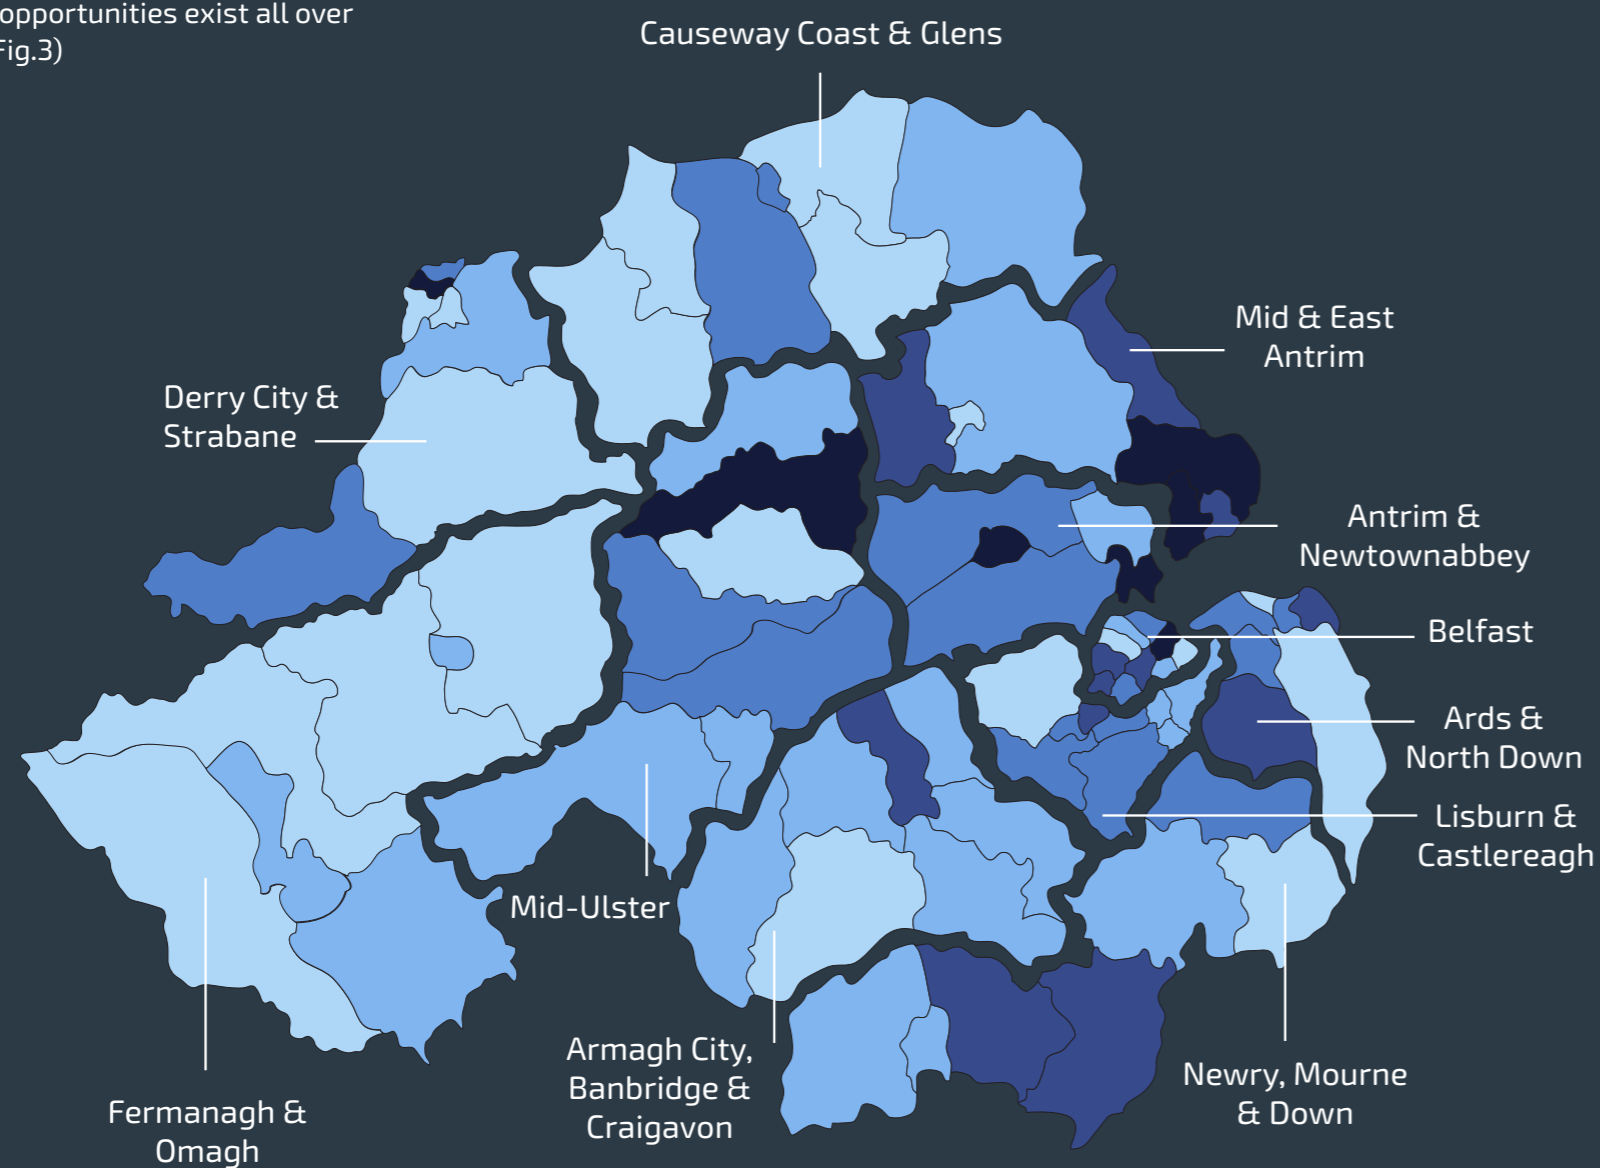 opportunities exist all over
Fig.3)
Causeway Coast & Glens
Mid & East
Antrim
Derry City &
Strabane
Antrim &
Newtownabbey
Belfast
Ards &
North Down
Lisburn &
Castlereagh
Mid-Ulster
Armagh City,
Banbridge &
Craigavon
Newry, Mourne
& Down
Fermanagh &
Omagh